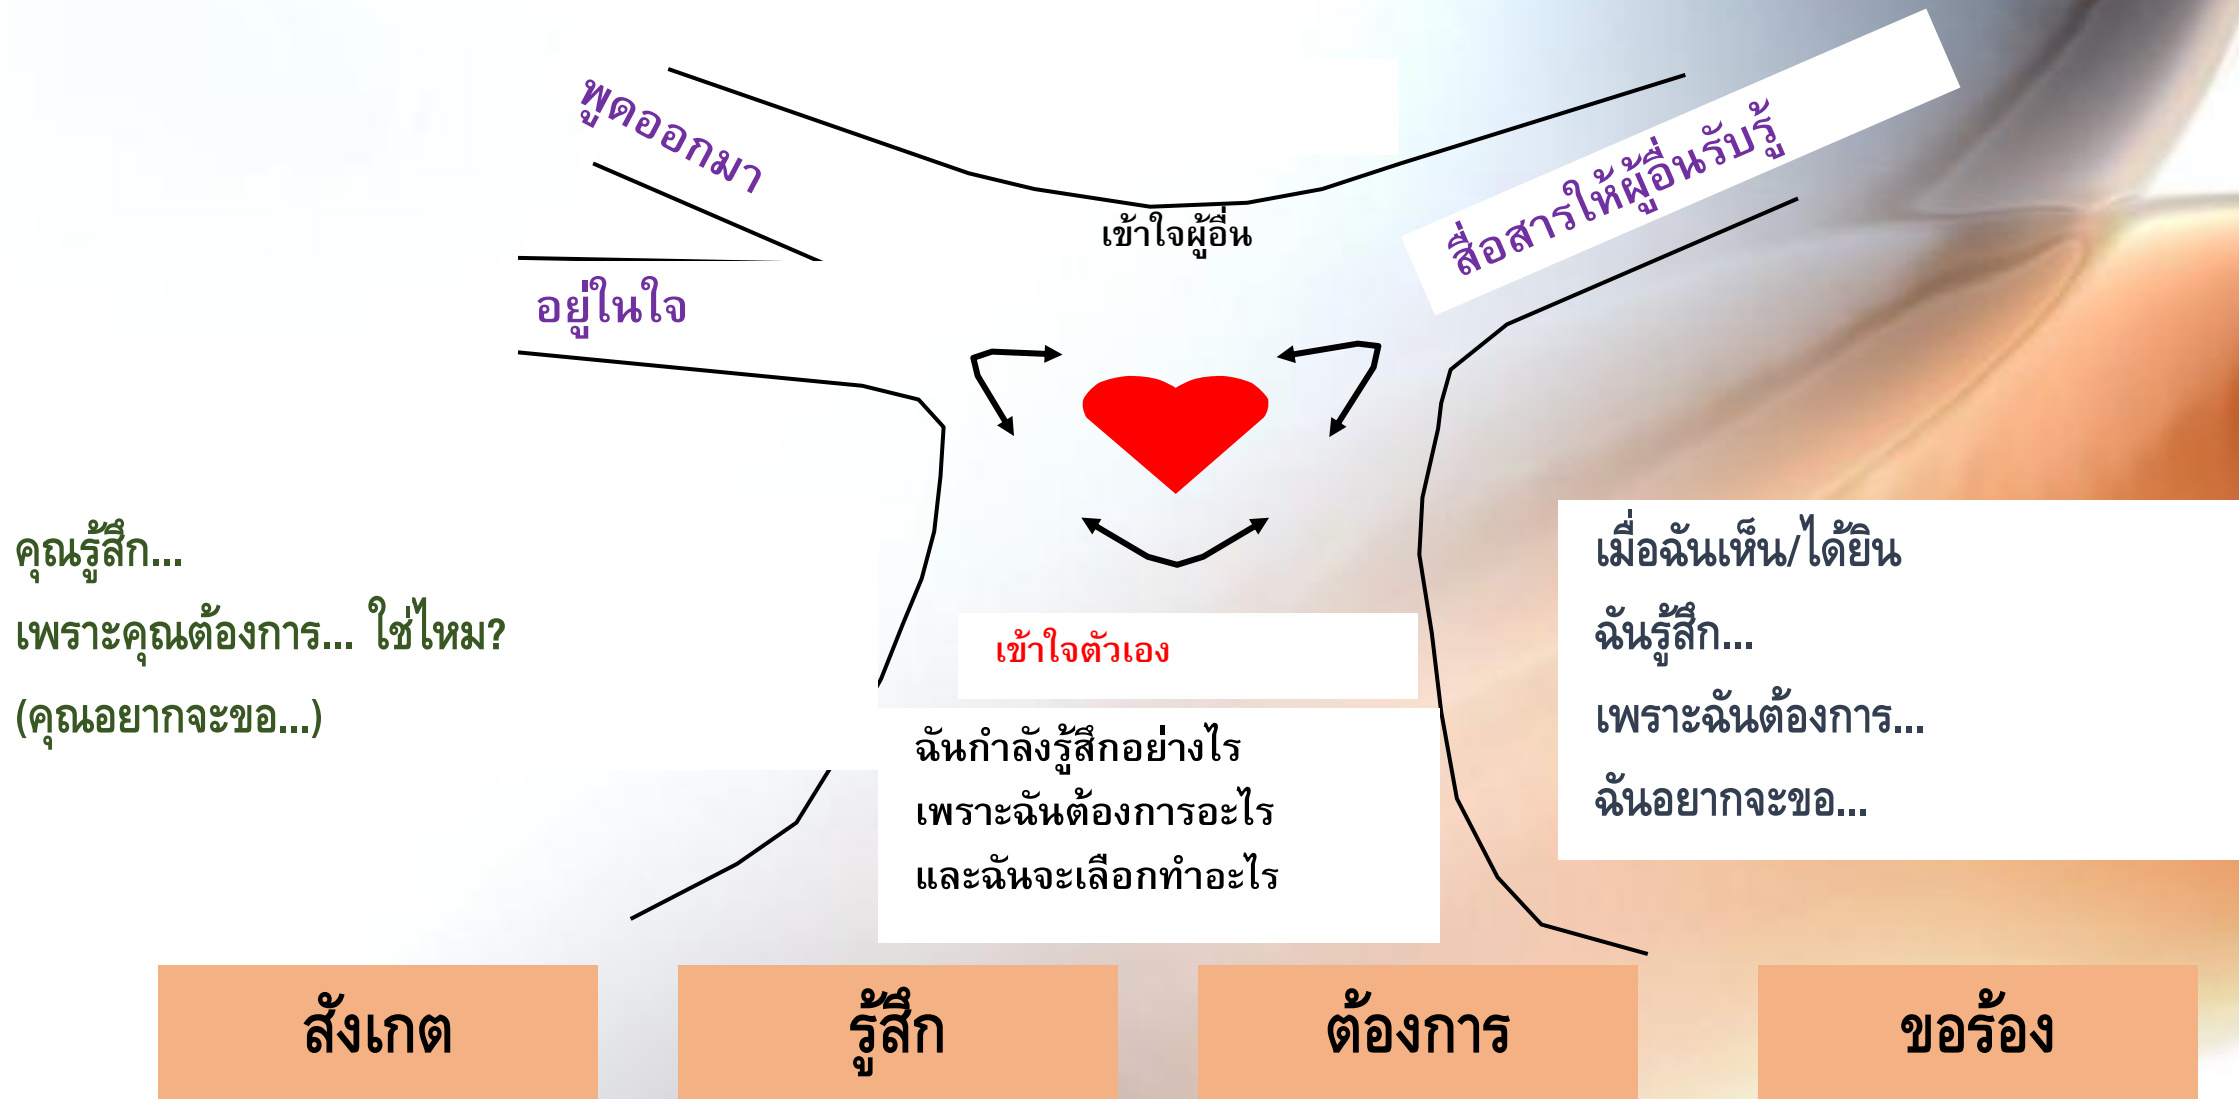 พูดออกมา
สื่อสารให้ผู้อื่นรับรู้
เข้าใจผู้อื่น
อยู่ในใจ
คุณรู้สึก...
เพราะคุณต้องการ... ใช่ไหม?
(คุณอยากจะขอ...)
เข้าใจตัวเอง
ฉันกำลังรู้สึกอย่างไร
เพราะฉันต้องการอะไร
และฉันจะเลือกทำอะไร
เมื่อฉันเห็น/ได้ยิน
ฉันรู้สึก...
เพราะฉันต้องการ...
ฉันอยากจะขอ...
สังเกต
รู้สึก
ต้องการ
ขอร้อง